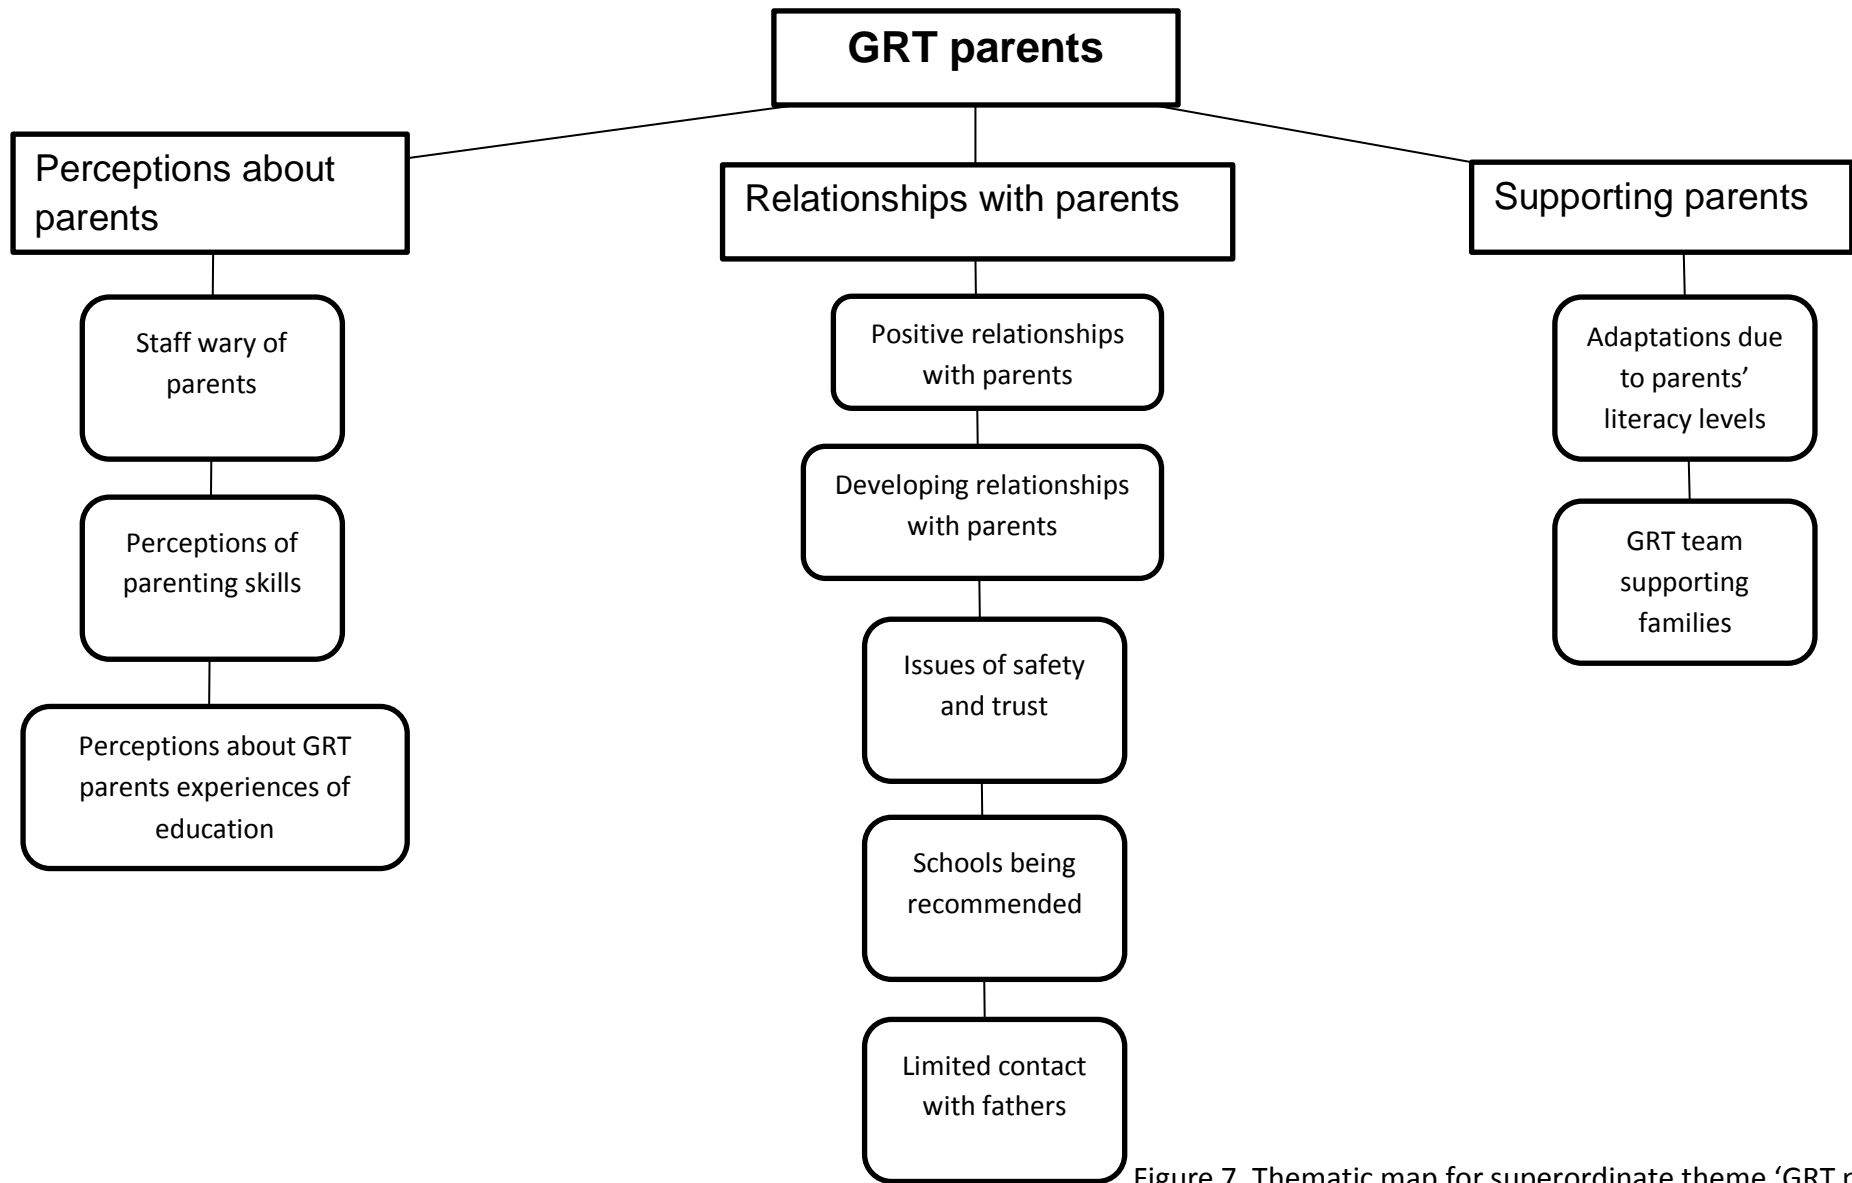 GRT parents
Perceptions about
parents
Staff wary of
parents
Perceptions of
parenting skills
Perceptions about GRT
parents experiences of
education
Relationships with parents
Positive relationships
with parents
Developing relationships
with parents
Issues of safety
and trust
Schools being
recommended
Limited contact
with fathers
Supporting parents
Adaptations due
to parents’
literacy levels
GRT team
supporting
families
Figure 7. Thematic map for superordinate theme ‘GRT